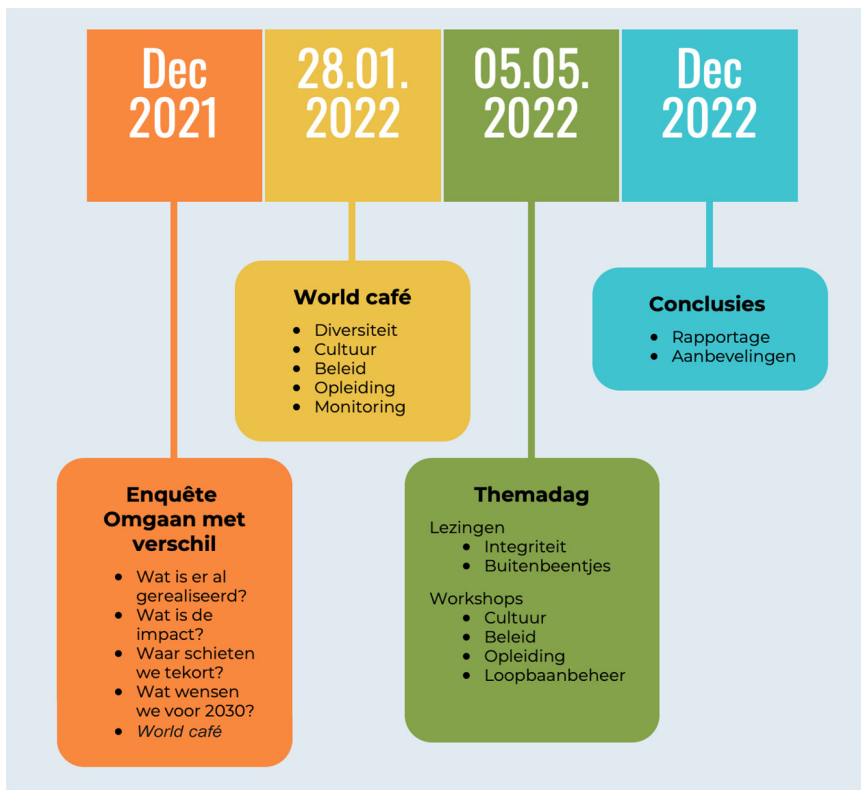 Dec
2021
28.01.
2022
05.05.
2022
Dec
2022
World café
• Diversiteit
• Cultuur
• Beleid
• Opleiding
• Monitoring
Conclusies
• Rapportage
• Aanbevelingen
Enquête
Omgaan met
verschil
• Wat is er al
gerealiseerd?
• Wat is de
impact?
• Waar schieten
we tekort?
• Wat wensen
we voor 2030?
• World café
Themadag
Lezingen
• Integriteit
• Buitenbeentjes
Workshops
• Cultuur
• Beleid
• Opleiding
• Loopbaanbeheer